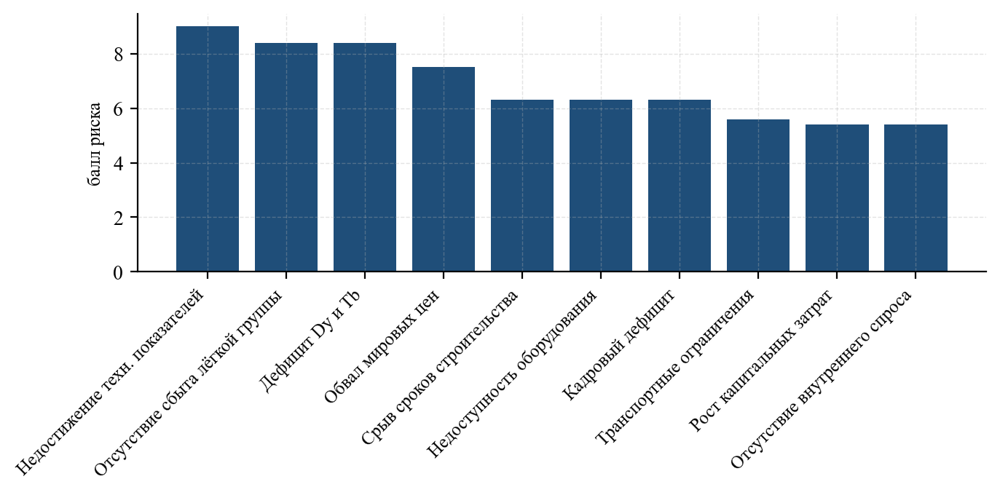 балл риска
8
6
4
2
0
Недостижение техн. показателей
Отсутствие сбыта лёгкой группы
Дефицит Dy и Tb
Обвал мировых цен
Срыв сроков строительства
Недоступность оборудования
Кадровый дефицит
Транспортные ограничения
Рост капитальных затрат
Отсутствие внутреннего спроса